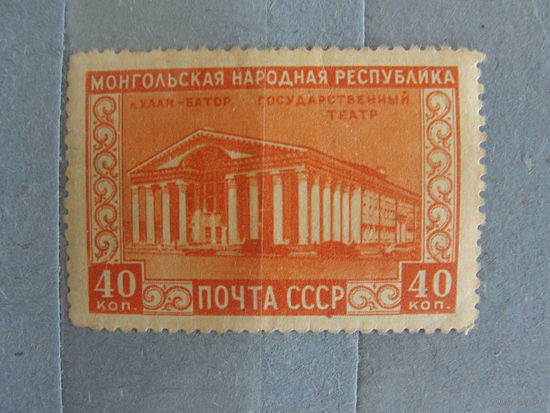 МОНГОЛЬСКАЯ НАРОДНАЯ РЕСПУБЛИКА
г. УЛАН-БАТОР. ГОСУДАРСТВЕННЫЙ
ТЕАТР
40 КОП. ПОЧТА СССР 40 КОП.